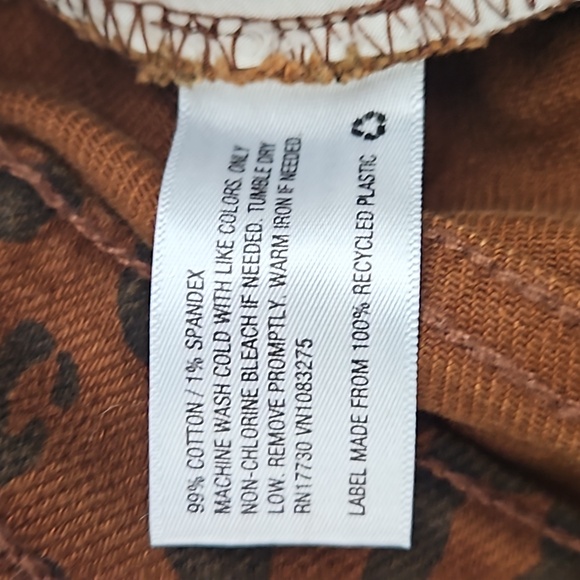 99% COTTON / 1% SPANDEX
MACHINE WASH COLD WITH LIKE COLORS. ONLY
NON-CHLORINE BLEACH IF NEEDED. TUMBLE DRY
LOW. REMOVE PROMPTLY. WARM IRON IF NEEDED.
RN17730 VN1083275
LABEL MADE FROM 100% RECYCLED PLASTIC